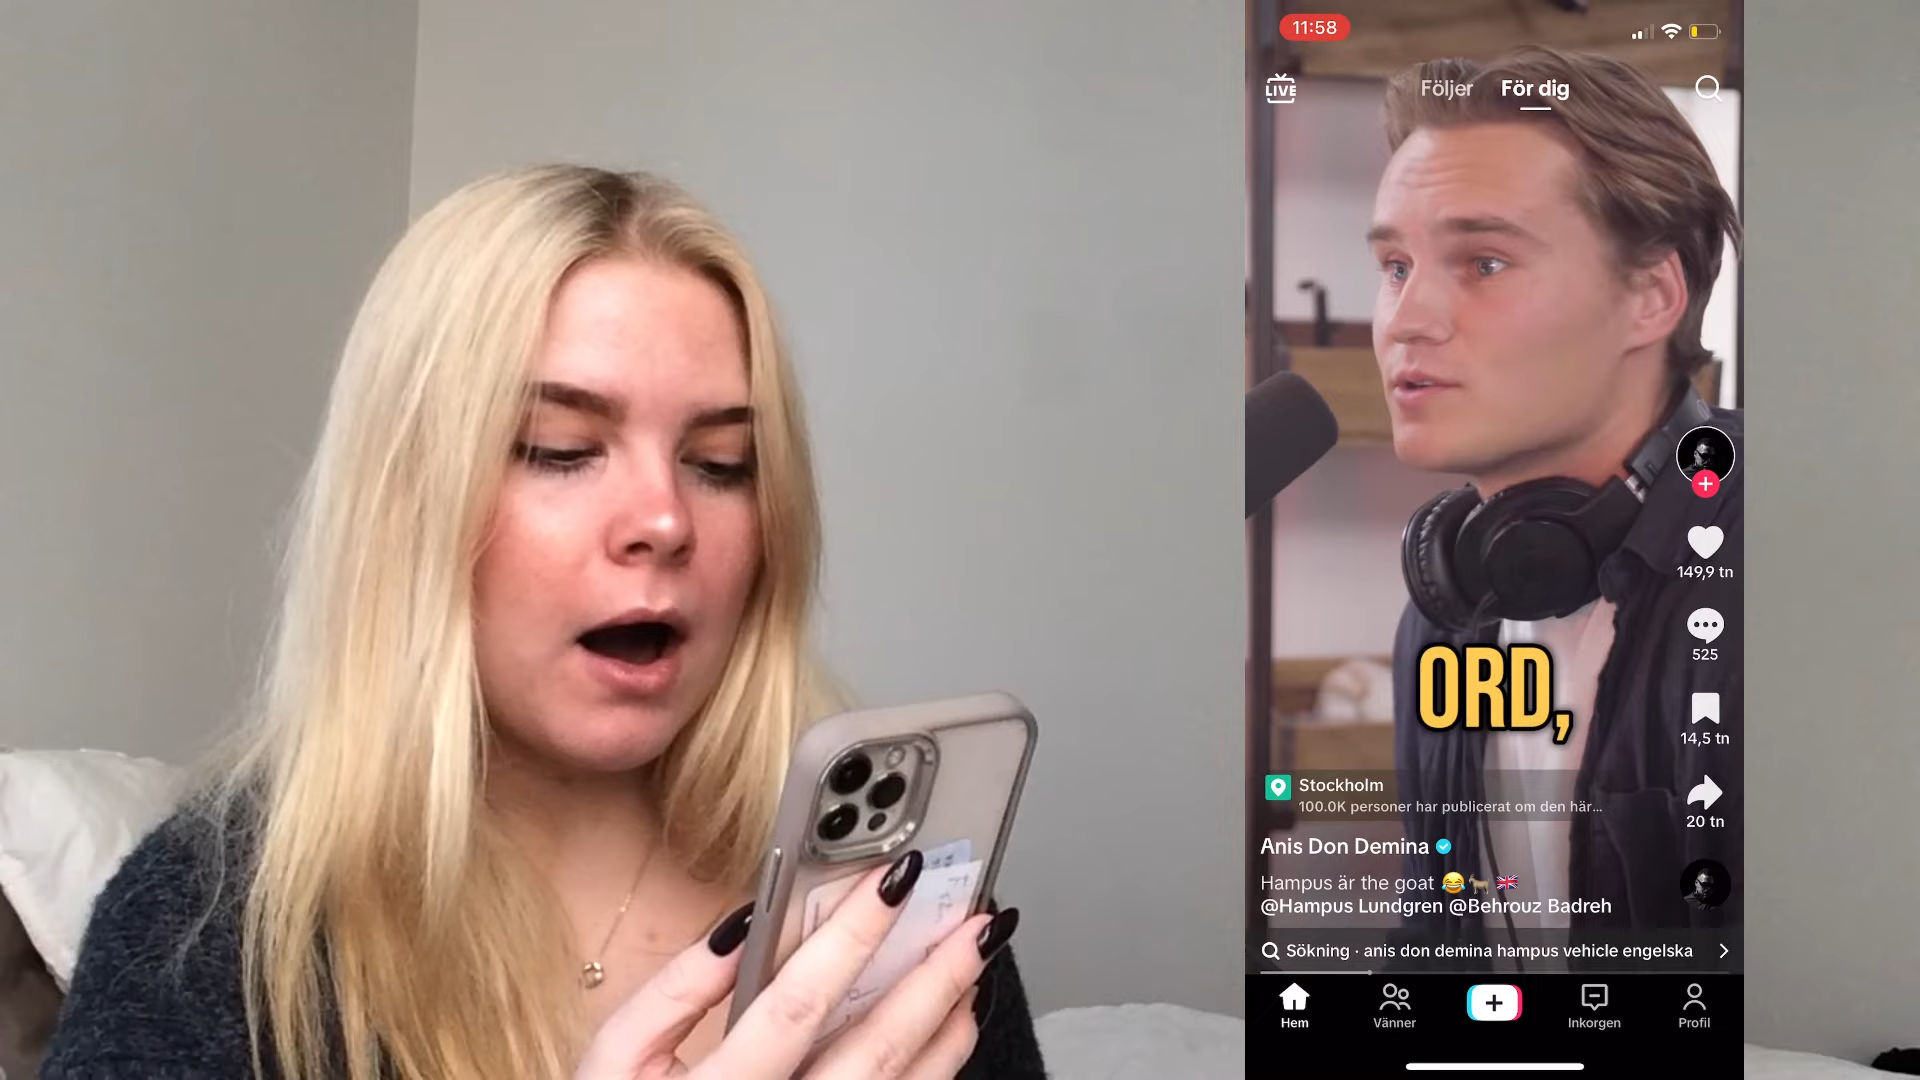 11:58
LIVE
Följer
För dig
149,9 tn
525
ORD,
14,5 tn
Stockholm
100.0K personer har publicerat om den här...
20 tn
Anis Don Demina
Hampus är the goat 😂🐐🇬🇧
@Hampus Lundgren @Behrouz Badreh
Sökning · anis don demina hampus vehicle engelska
Hem
Vänner
Inkorgen
Profil